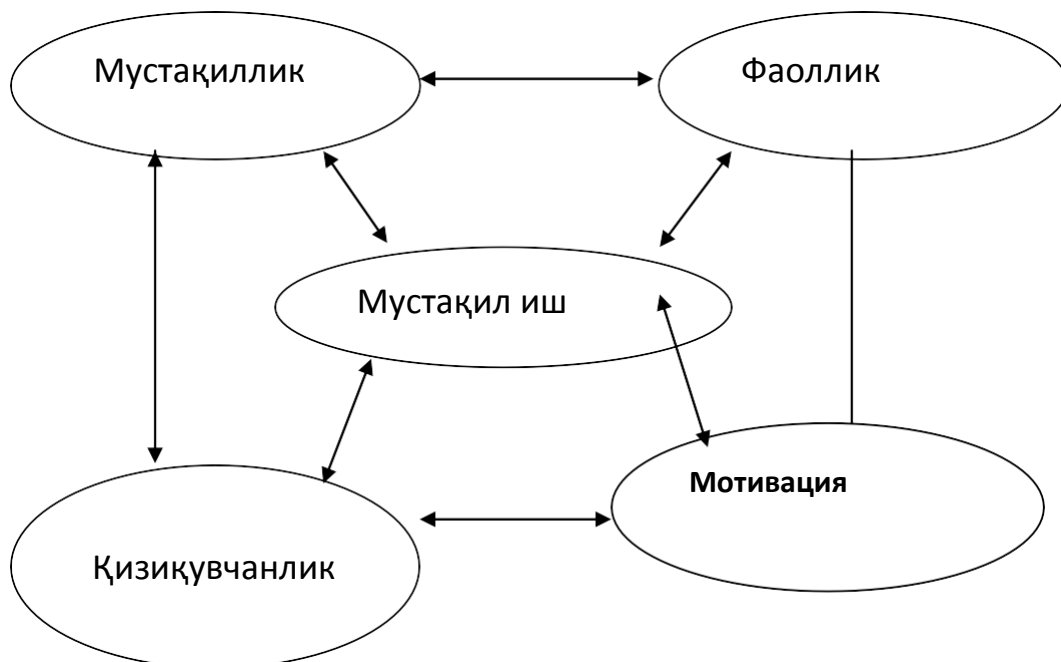 Мустақиллик
Фаоллик
Мустақил иш
Мотивация
Қизиқувчанлик